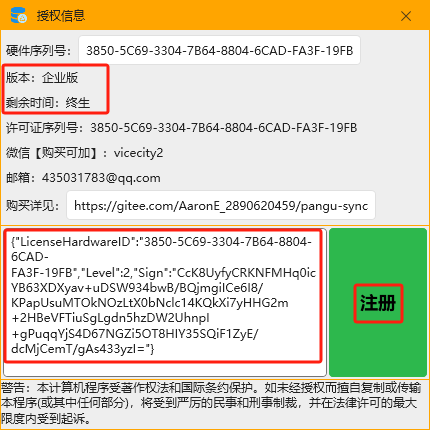 授权信息
硬件序列号： 3850-5C69-3304-7B64-8804-6CAD-FA3F-19FB
版本：企业版
剩余时间：终生
许可证序列号：3850-5C69-3304-7B64-8804-6CAD-FA3F-19FB
微信【购买可加】：vicecity2
邮箱：435031783@qq.com
购买详见： https://gitee.com/AaronE_2890620459/pangu-sync
{"LicenseHardwareID":"3850-5C69-3304-7B64-8804-
6CAD-
FA3F-19FB","Level":2,"Sign":"CcK8UyfyCRKNFMHq0ic
YB63XDXyav+uDSW934bwB/BQjmgiICe6I8/
KPapUsuMTOkNOzLtX0bNclc14KQkXi7yHHG2m
+2HBeVFTiuSgLgdn5hzDW2UhnpI
+gPuqqYjS4D67NGZi5OT8HIY35SQiF1ZyE/
dcMjCemT/gAs433yzI="}
注册
警告：本计算机程序受著作权法和国际条约保护。如未经授权而擅自复制或传输
本程序(或其中任何部分)，将受到严厉的民事和刑事制裁，并在法律许可的最大
限度内受到起诉。